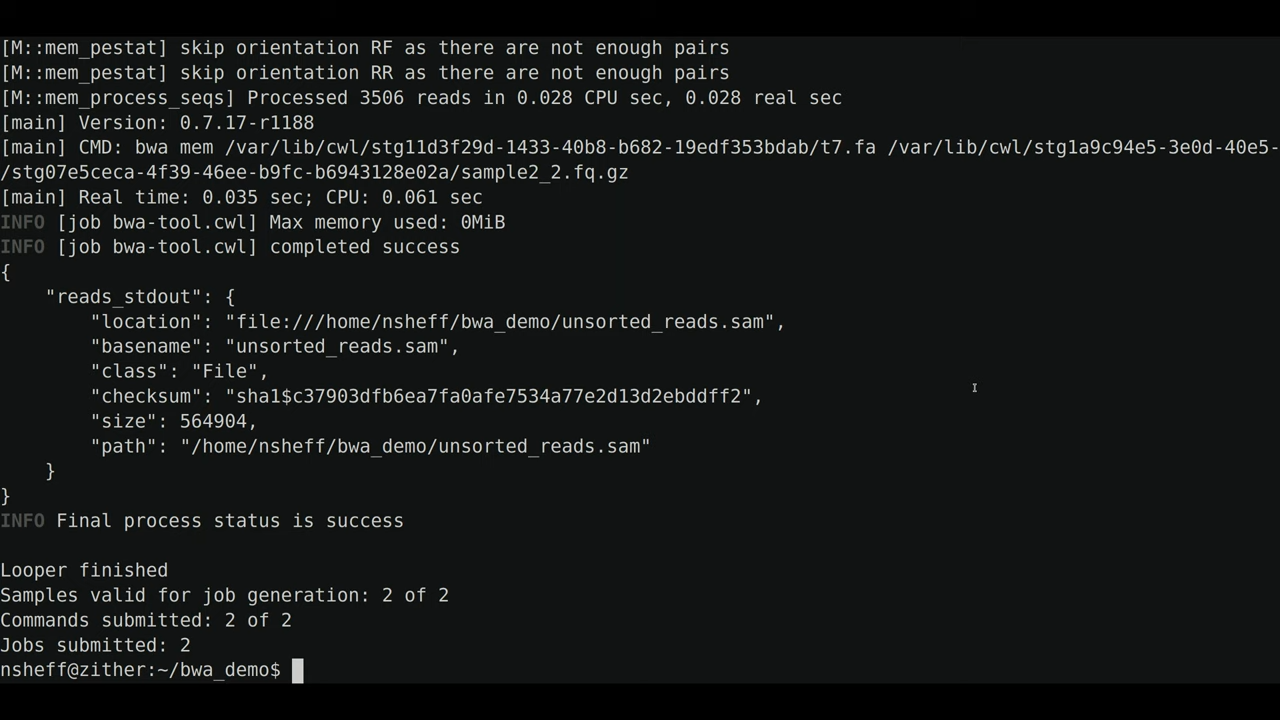 [M::mem_pestat] skip orientation RF as there are not enough pairs
[M::mem_pestat] skip orientation RR as there are not enough pairs
[M::mem_process_seqs] Processed 3506 reads in 0.028 CPU sec, 0.028 real sec
[main] Version: 0.7.17-r1188
[main] CMD: bwa mem /var/lib/cwl/stg11d3f29d-1433-40b8-b682-19edf353bdab/t7.fa /var/lib/cwl/stg1a9c94e5-3e0d-40e5-
/stg07e5ceca-4f39-46ee-b9fc-b6943128e02a/sample2_2.fq.gz
[main] Real time: 0.035 sec; CPU: 0.061 sec
INFO [job bwa-tool.cwl] Max memory used: 0MiB
INFO [job bwa-tool.cwl] completed success
{
    "reads_stdout": {
        "location": "file:///home/nsheff/bwa_demo/unsorted_reads.sam",
        "basename": "unsorted_reads.sam",
        "class": "File",
        "checksum": "sha1$c37903dfb6ea7fa0afe7534a77e2d13d2ebddff2",
        "size": 564904,
        "path": "/home/nsheff/bwa_demo/unsorted_reads.sam"
    }
}
INFO Final process status is success

Looper finished
Samples valid for job generation: 2 of 2
Commands submitted: 2 of 2
Jobs submitted: 2
nsheff@zither:~/bwa_demo$